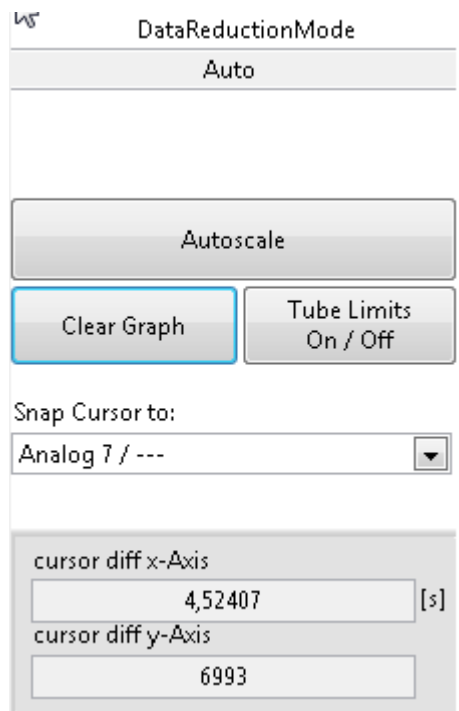 DataReductionMode
Auto
Autoscale
Clear Graph
Tube Limits
On / Off
Snap Cursor to:
Analog 7 / ---
cursor diff x-Axis
4,52407 [s]
cursor diff y-Axis
6993